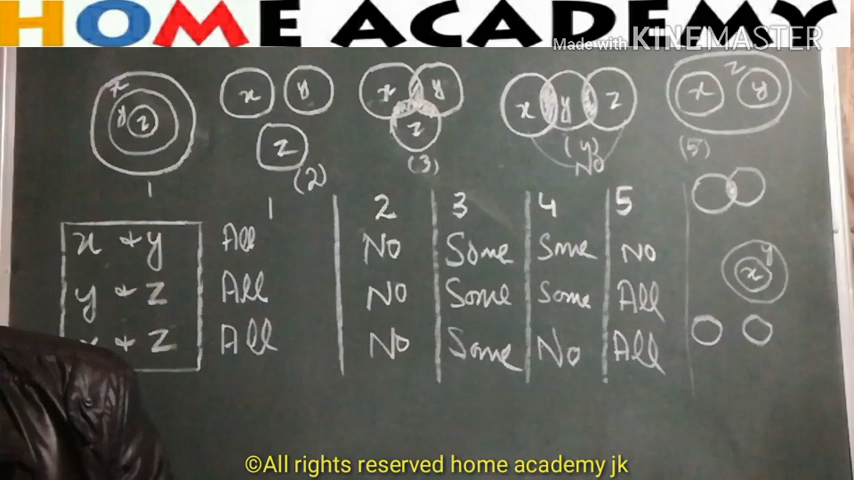 HOME ACADEMY
Made with KINEMASTER
x
y
z
1
x y
z
(2)
x y
z
(3)
x y z
(4)
No
z
x y
(5)
1 2 3 4 5
x + y All No Some Some No
y + z All No Some Some All
+ z All No Some No All
y
x
©All rights reserved home academy jk